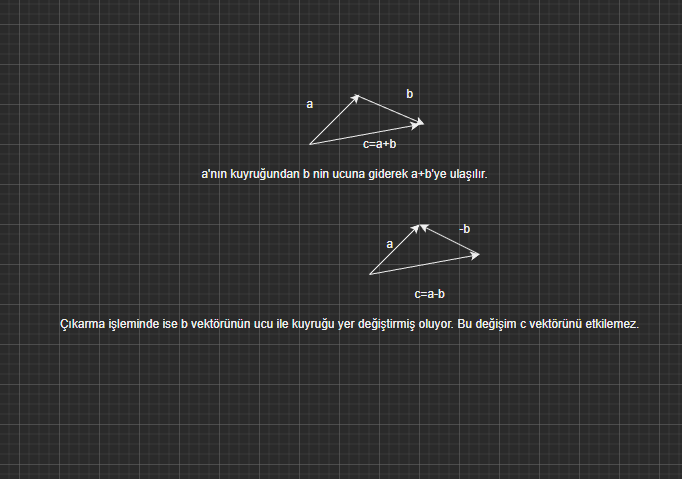 a
b
c=a+b
a'nın kuyruğundan b nin ucuna giderek a+b'ye ulaşılır.
-b
a
c=a-b
Çıkarma işleminde ise b vektörünün ucu ile kuyruğu yer değiştirmiş oluyor. Bu değişim c vektörünü etkilemez.